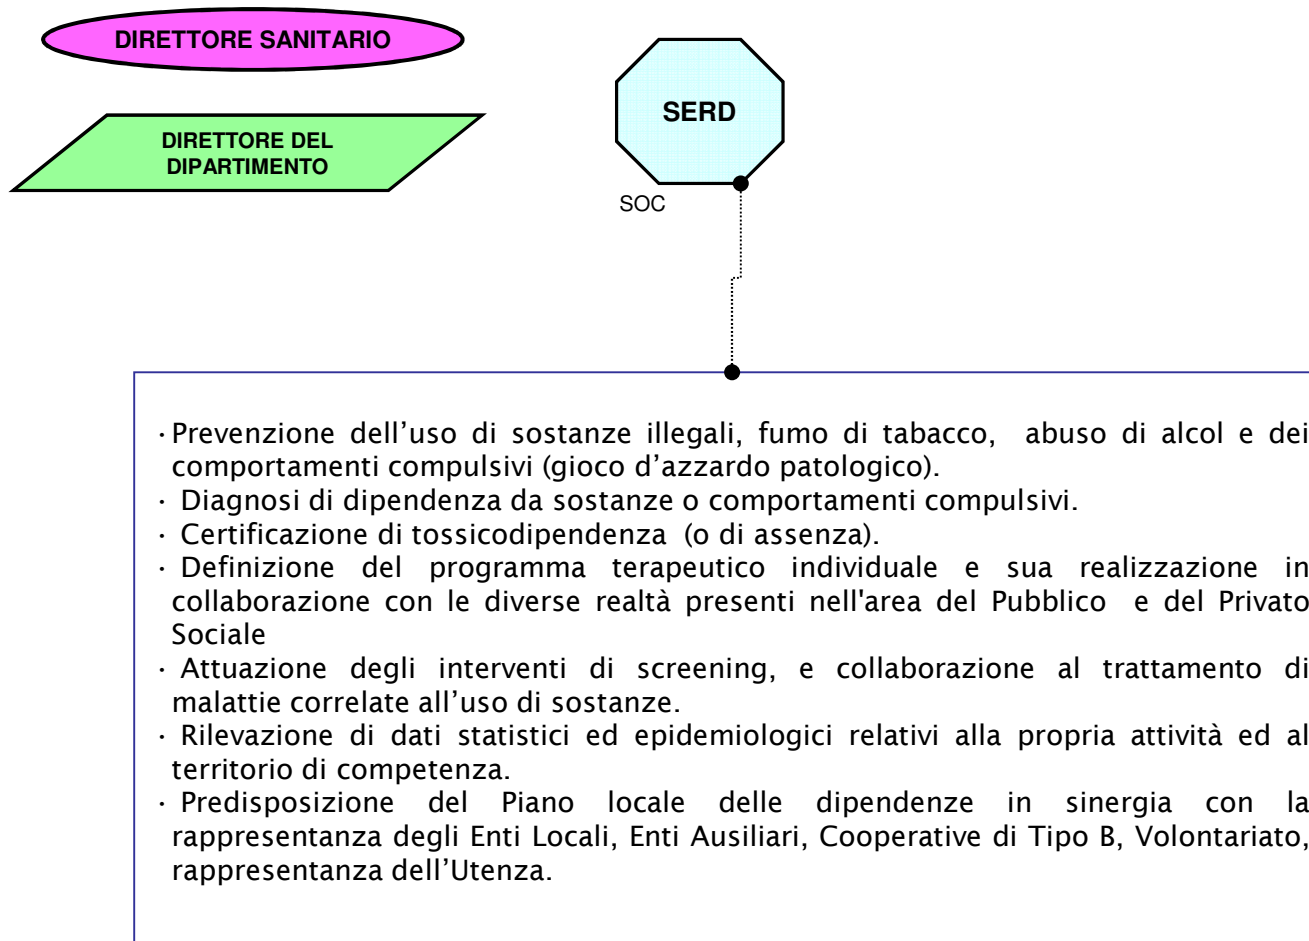 DIRETTORE SANITARIO
DIRETTORE DEL
DIPARTIMENTO
SERD
SOC
· Prevenzione dell’uso di sostanze illegali, fumo di tabacco, abuso di alcol e dei
comportamenti compulsivi (gioco d’azzardo patologico).
· Diagnosi di dipendenza da sostanze o comportamenti compulsivi.
· Certificazione di tossicodipendenza (o di assenza).
· Definizione del programma terapeutico individuale e sua realizzazione in
collaborazione con le diverse realtà presenti nell'area del Pubblico e del Privato
Sociale
· Attuazione degli interventi di screening, e collaborazione al trattamento di
malattie correlate all’uso di sostanze.
· Rilevazione di dati statistici ed epidemiologici relativi alla propria attività ed al
territorio di competenza.
· Predisposizione del Piano locale delle dipendenze in sinergia con la
rappresentanza degli Enti Locali, Enti Ausiliari, Cooperative di Tipo B, Volontariato,
rappresentanza dell’Utenza.